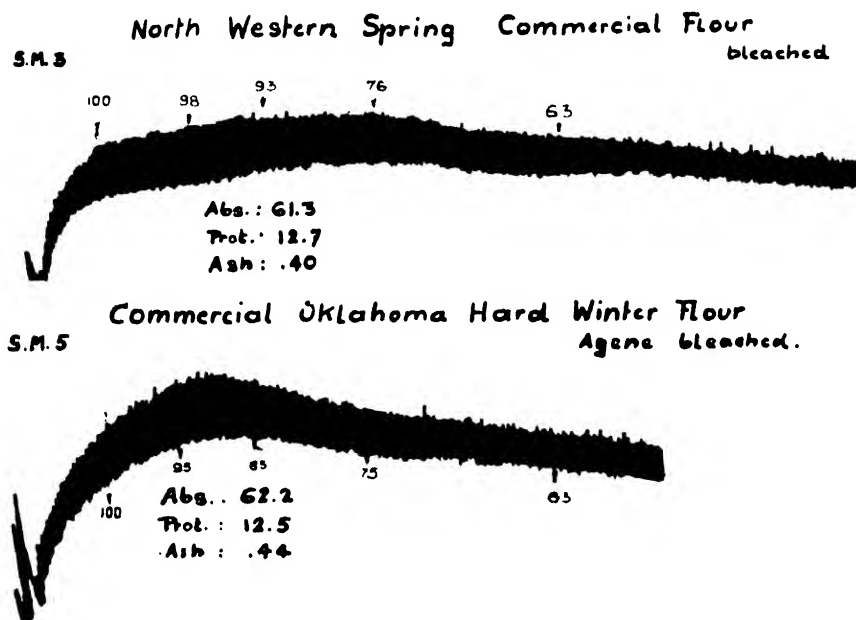 North Western Spring Commercial Flour
bleached
S.M. 3
100 98 93 76 63
Abs.: 61.3
Prot.: 12.7
Ash: .40
Commercial Oklahoma Hard Winter Flour
Agene bleached.
S.M. 5
95 85 75 63
100
Abs.. 62.2
Prot.: 12.5
Ash: .44